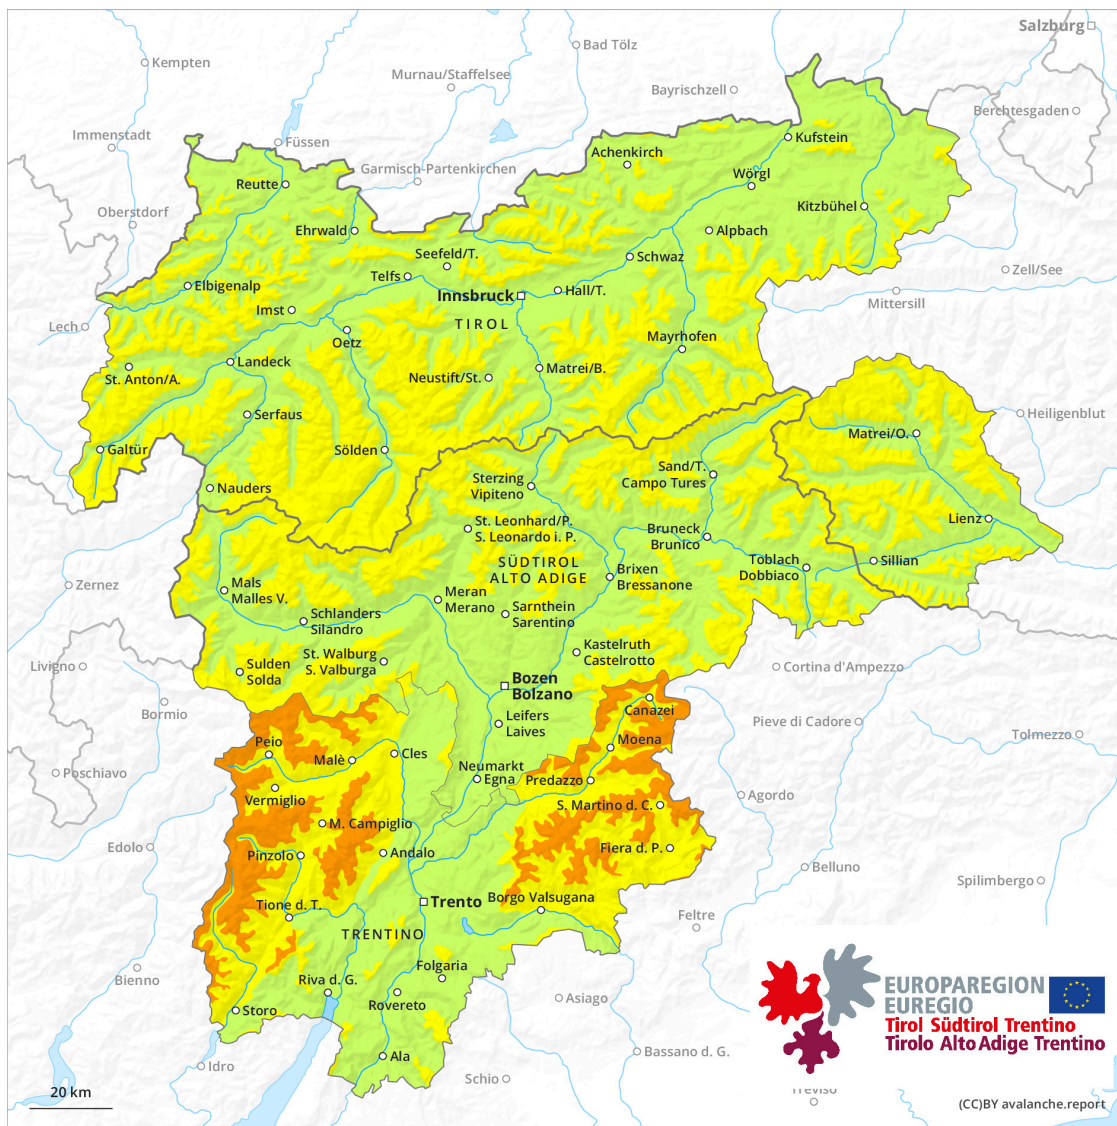 Salzburg
Bad Tölz
Kempten
Murnau/Staffelsee
Bayrischzell
Berchtesgaden
Immenstadt
Füssen
Kufstein
Achenkirch
Garmisch-Partenkirchen
Wörgl
Reutte
Oberstdorf
Kitzbühel
Ehrwald
Alpbach
Seefeld/T.
Schwaz
Zell/See
Telfs
Elbigenalp
Hall/T.
Innsbruck
Mittersill
Imst
TIROL
Lech
Oetz
Mayrhofen
Landeck
Matrei/B.
St. Anton/A.
Neustift/St.
Serfaus
Heiligenblut
Matrei/O.
Galtür
Sölden
Sand/T.
Campo Tures
Sterzing
Vipiteno
Nauders
Lienz
St. Leonhard/P.
S. Leonardo i. P.
Bruneck
Brunico
SÜDTIROL
ALTO ADIGE
Toblach
Dobbiaco
Sillian
Zernez
Mals
Malles V.
Brixen
Bressanone
Meran
Merano
Schlanders
Silandro
Sarnthein
Sarentino
Kastelruth
Castelrotto
St. Walburg
S. Valburga
Livigno
Sulden
Solda
Cortina d'Ampezzo
Bozen
Bolzano
Bormio
Canazei
Leifers
Laives
Pieve di Cadore
Tolmezzo
Peio
Moena
Cles
Malè
Poschiavo
Neumarkt
Egna
Predazzo
Vermiglio
Agordo
S. Martino d. C.
M. Campiglio
Edolo
Pinzolo
Andalo
Fiera d. P.
Belluno
Spilimbergo
Borgo Valsugana
Trento
Tione d. T.
Feltre
TRENTINO
Folgaria
Bienno
Riva d. G.
Asiago
Rovereto
Storo
EUROPAREGION
EUREGIO
Tirol Südtirol Trentino
Tirolo Alto Adige Trentino
Bassano d. G.
Ala
Idro
Schio
Treviso
20 km
(CC)BY avalanche.report